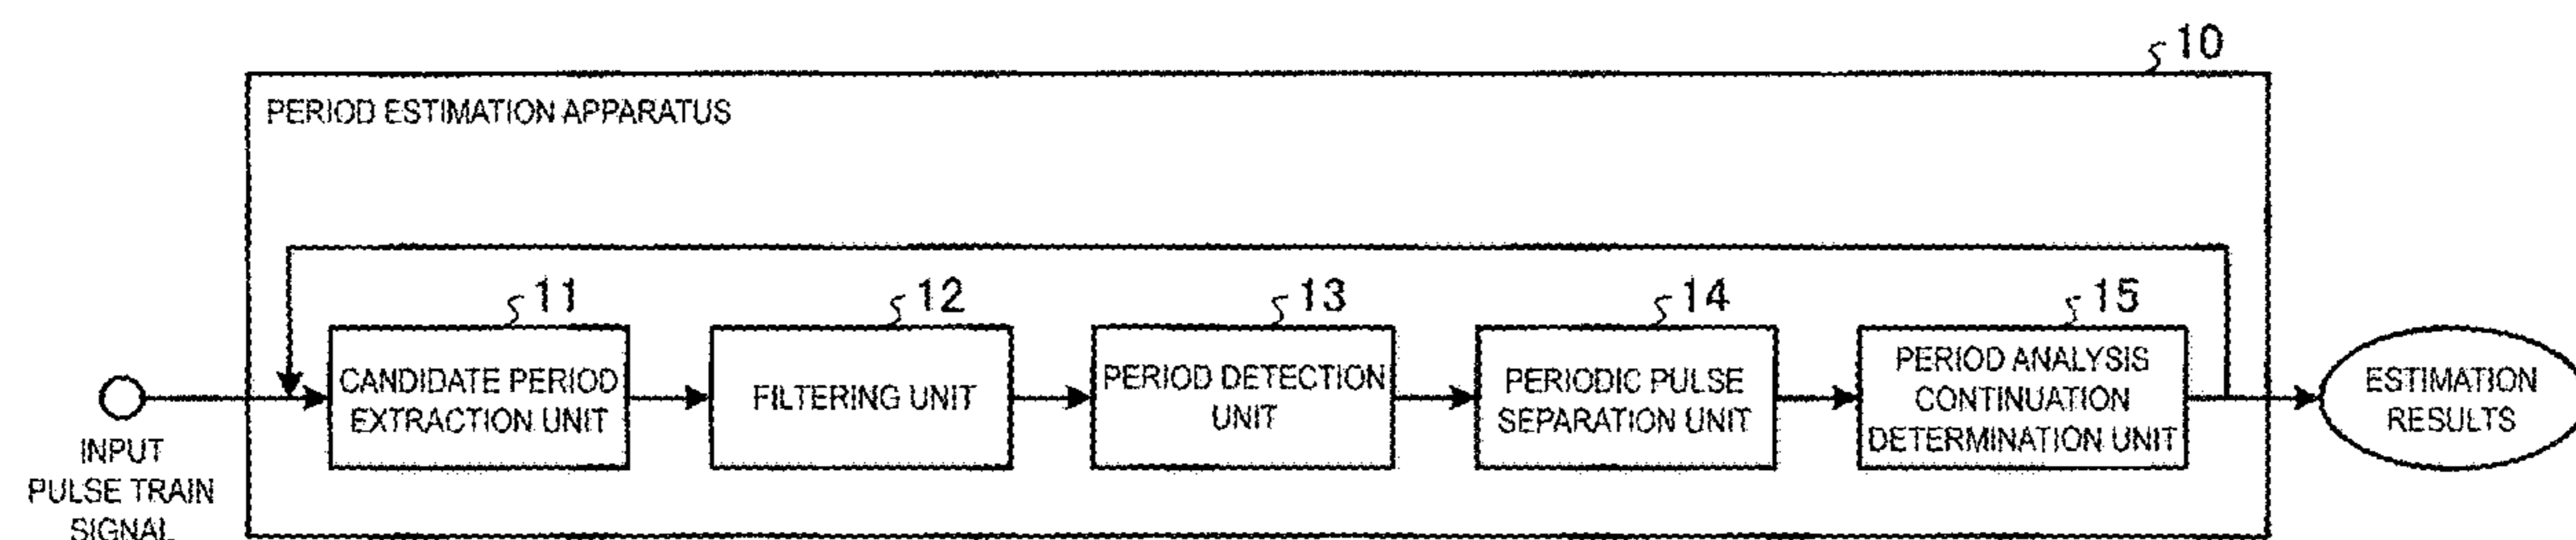 10
PERIOD ESTIMATION APPARATUS
11
12
13
14
15
CANDIDATE PERIOD
EXTRACTION UNIT
FILTERING UNIT
PERIOD DETECTION
UNIT
PERIODIC PULSE
SEPARATION UNIT
PERIOD ANALYSIS
CONTINUATION
DETERMINATION UNIT
ESTIMATION
RESULTS
INPUT
PULSE TRAIN
SIGNAL